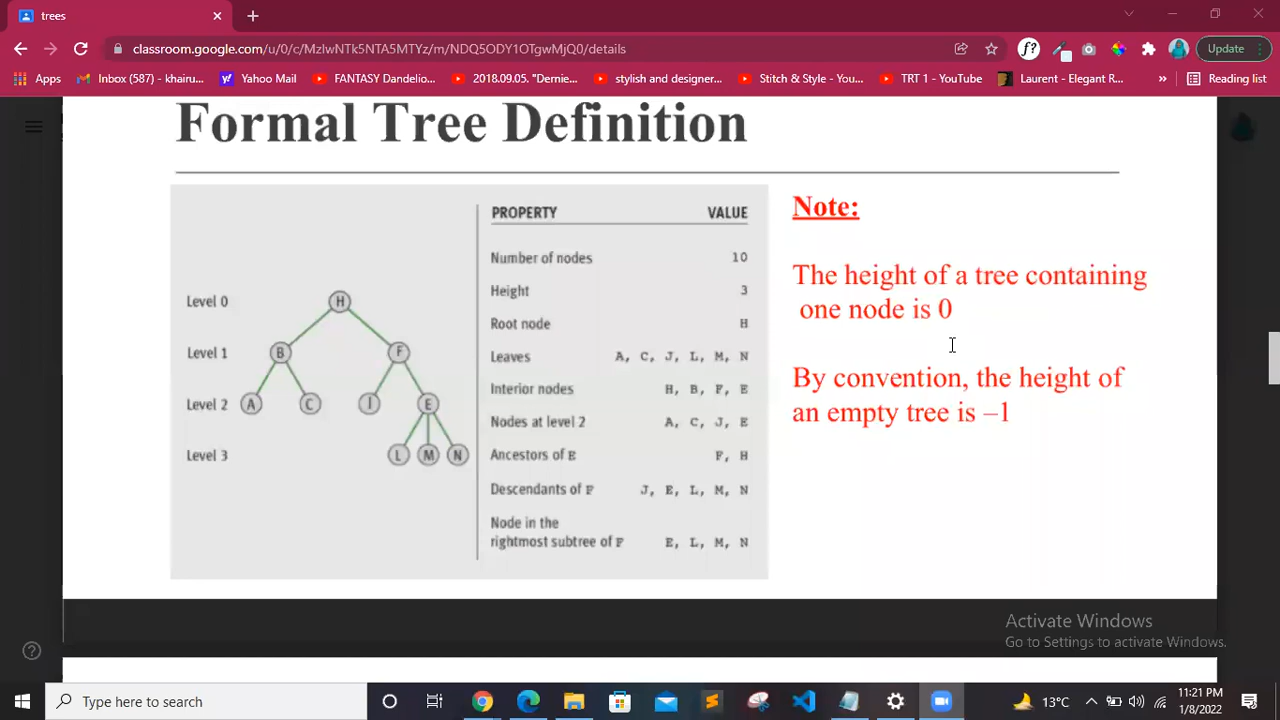 trees
classroom.google.com/u/0/c/MzIwNTk5NTA5MTYz/m/NDQ5ODY1OTgwMjQ0/details
Update
Apps
Inbox (587) - khairu...
Yahoo Mail
FANTASY Dandelio...
2018.09.05. "Dernie...
stylish and designer...
Stitch & Style - You...
TRT 1 - YouTube
Laurent - Elegant R...
Reading list
Formal Tree Definition
Level 0
H
Level 1
B
F
Level 2
A
C
I
E
Level 3
L
M
N
PROPERTY VALUE
Number of nodes 10
Height 3
Root node H
Leaves A, C, J, L, M, N
Interior nodes H, B, F, E
Nodes at level 2 A, C, J, E
Ancestors of E F, H
Descendants of F J, E, L, M, N
Node in the
rightmost subtree of F E, L, M, N
Note:
The height of a tree containing
one node is 0
By convention, the height of
an empty tree is –1
Activate Windows
Go to Settings to activate Windows.
Type here to search
13°C
11:21 PM
1/8/2022